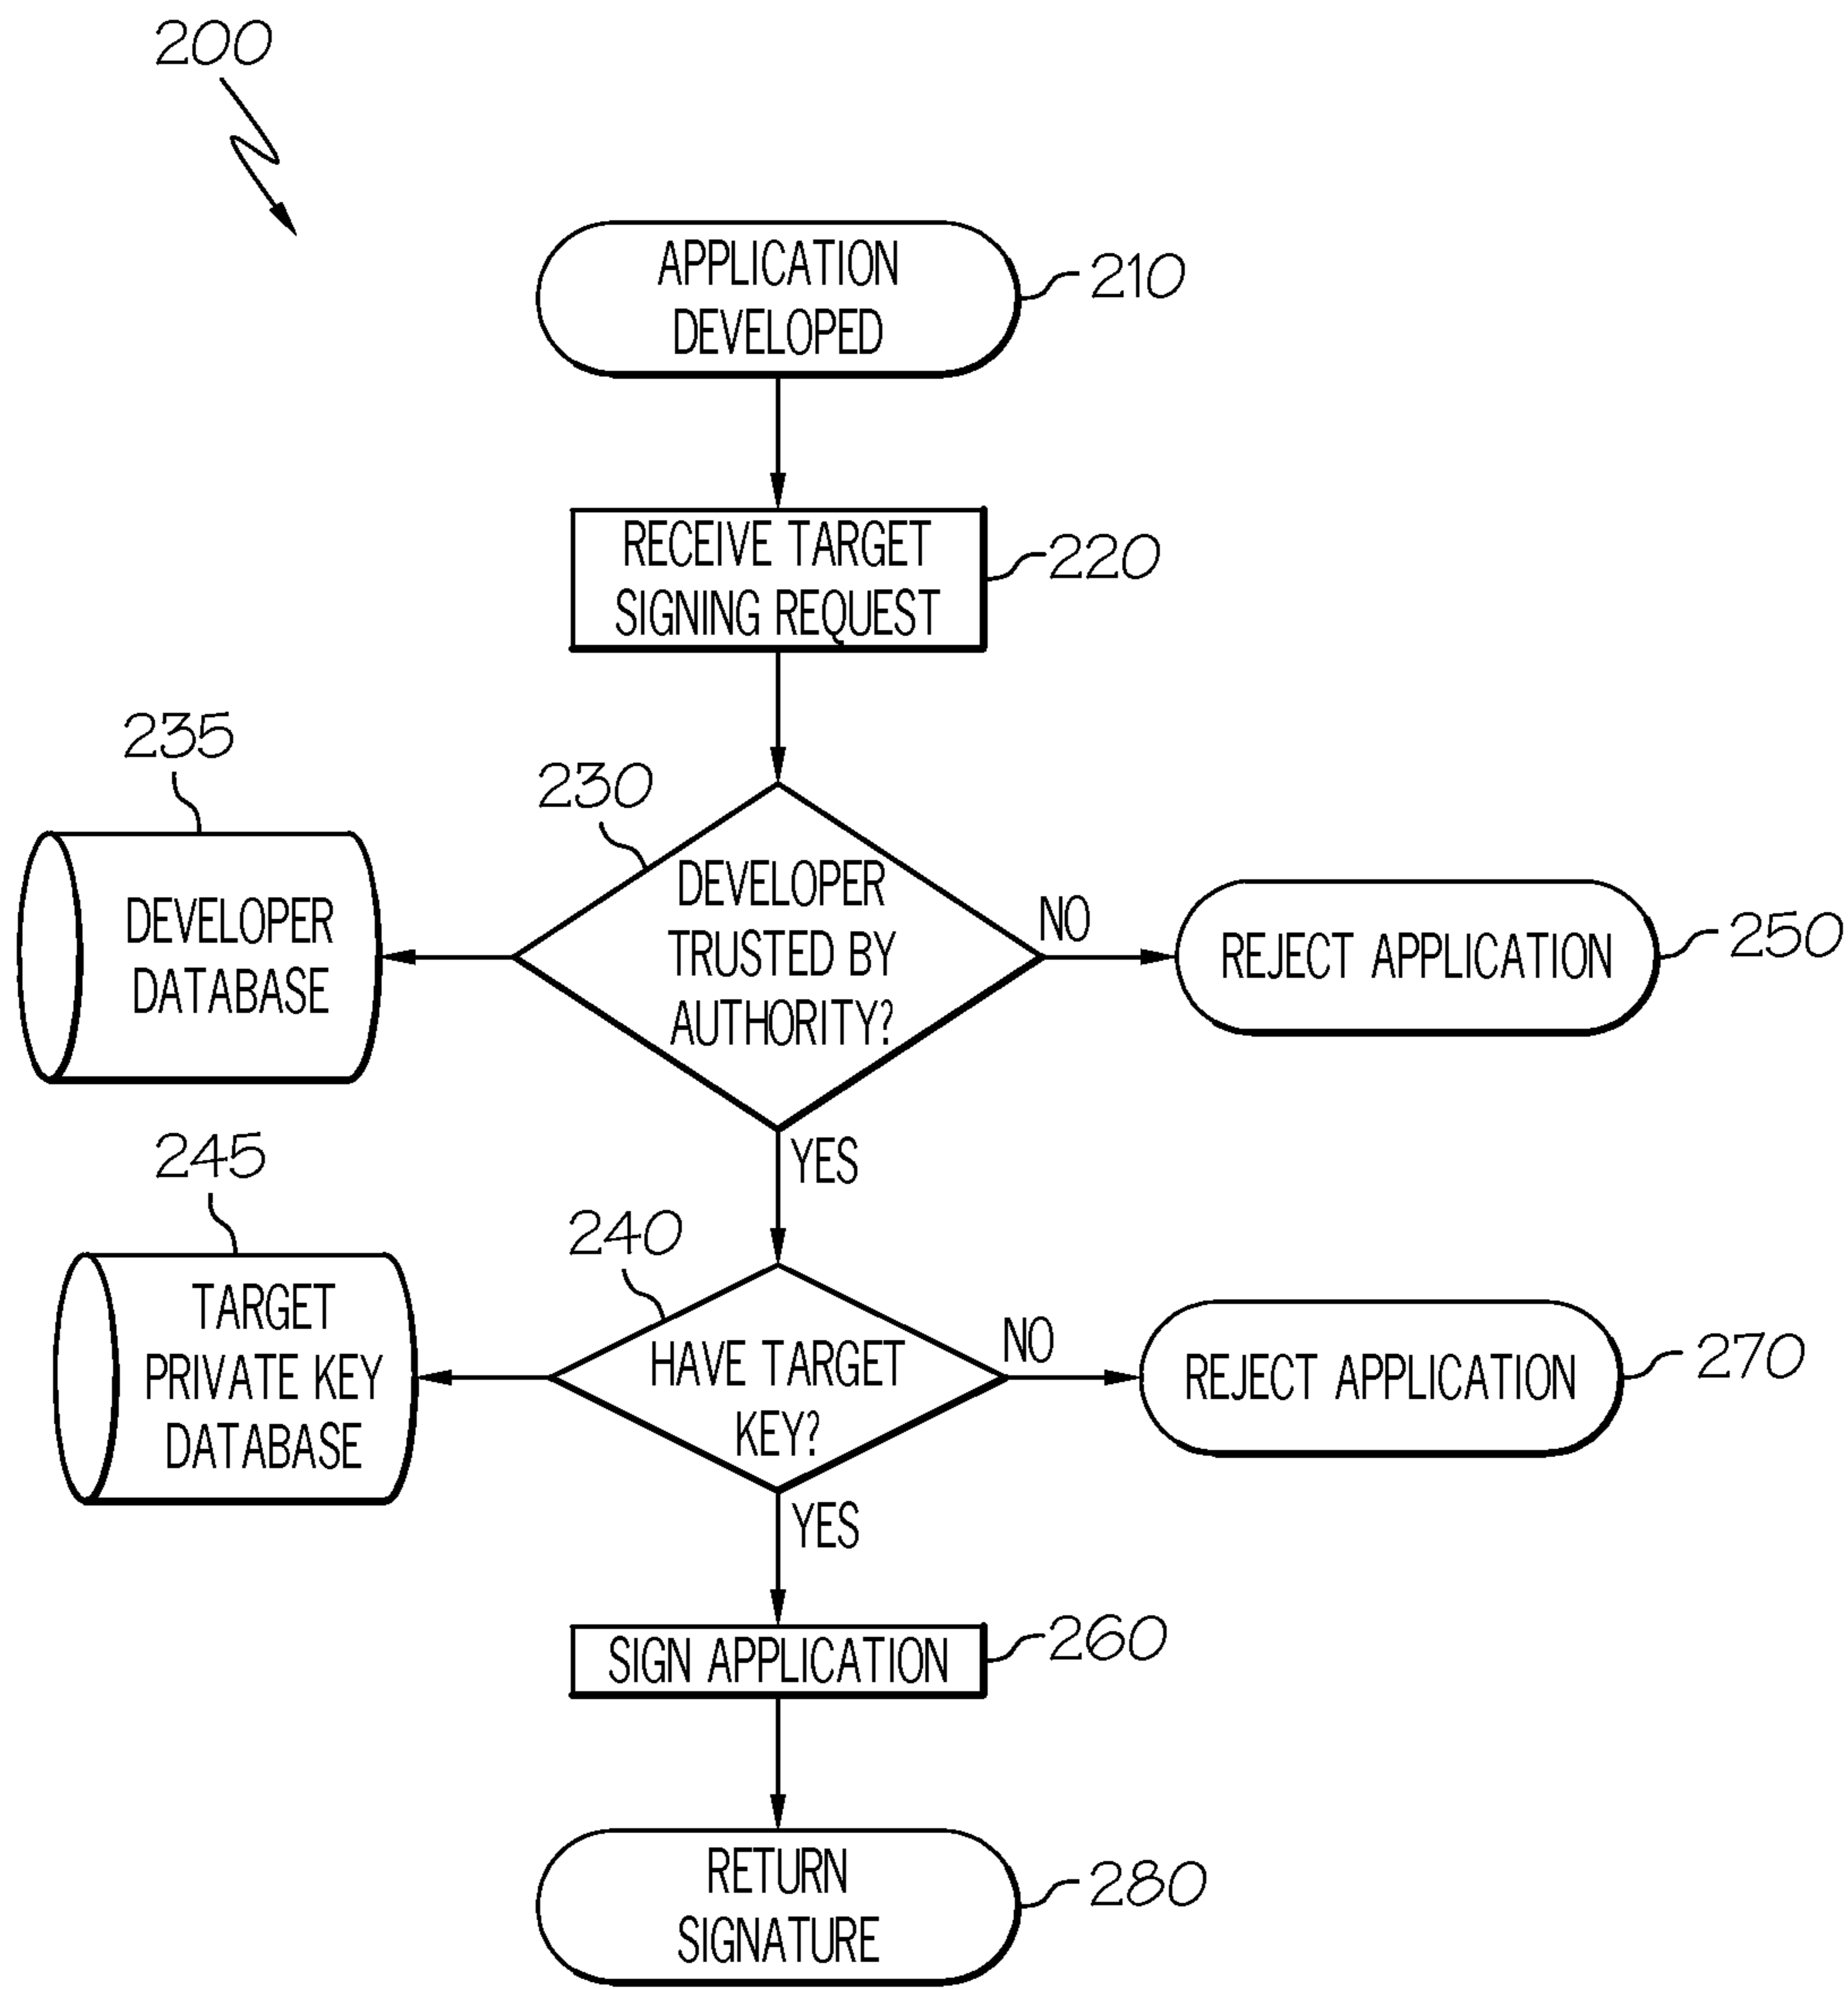 200
APPLICATION
DEVELOPED
210
RECEIVE TARGET
SIGNING REQUEST
220
235
230
DEVELOPER
DATABASE
DEVELOPER
TRUSTED BY
AUTHORITY?
NO
REJECT APPLICATION
250
YES
245
240
TARGET
PRIVATE KEY
DATABASE
HAVE TARGET
KEY?
NO
REJECT APPLICATION
270
YES
SIGN APPLICATION
260
RETURN
SIGNATURE
280